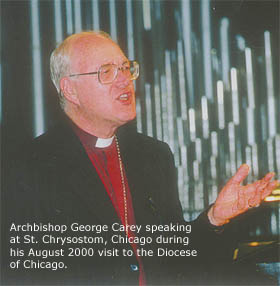 Archbishop George Carey speaking
at St. Chrysostom, Chicago during
his August 2000 visit to the Diocese
of Chicago.